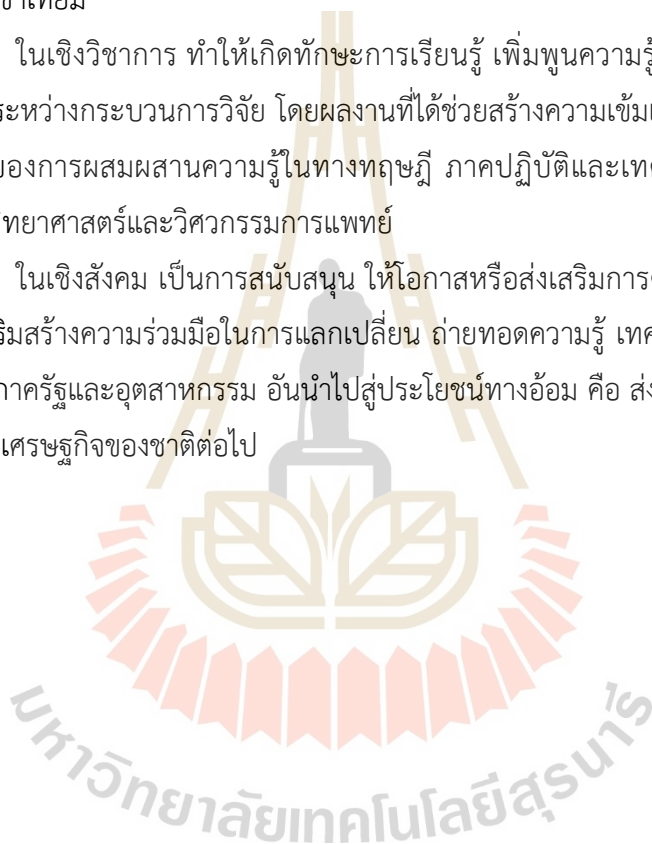 ในเชิงวิชาการ ทำให้เกิดทักษะการเรียนรู้ เพิ่มพูนความรู้
ระหว่างกระบวนการวิจัย โดยผลงานที่ได้ช่วยสร้างความเข้ม
ของการผสมผสานความรู้ในทางทฤษฎี ภาคปฏิบัติและเทค
วิทยาศาสตร์และวิศวกรรมการแพทย์
ในเชิงสังคม เป็นการสนับสนุน ให้โอกาสหรือส่งเสริมการ
ริมสร้างความร่วมมือในการแลกเปลี่ยน ถ่ายทอดความรู้ เทค
ภาครัฐและอุตสาหกรรม อันนำไปสู่ประโยชน์ทางอ้อม คือ ส่ง
เศรษฐกิจของชาติต่อไป
มหาวิทยาลัยเทคโนโลยีสุรนารี